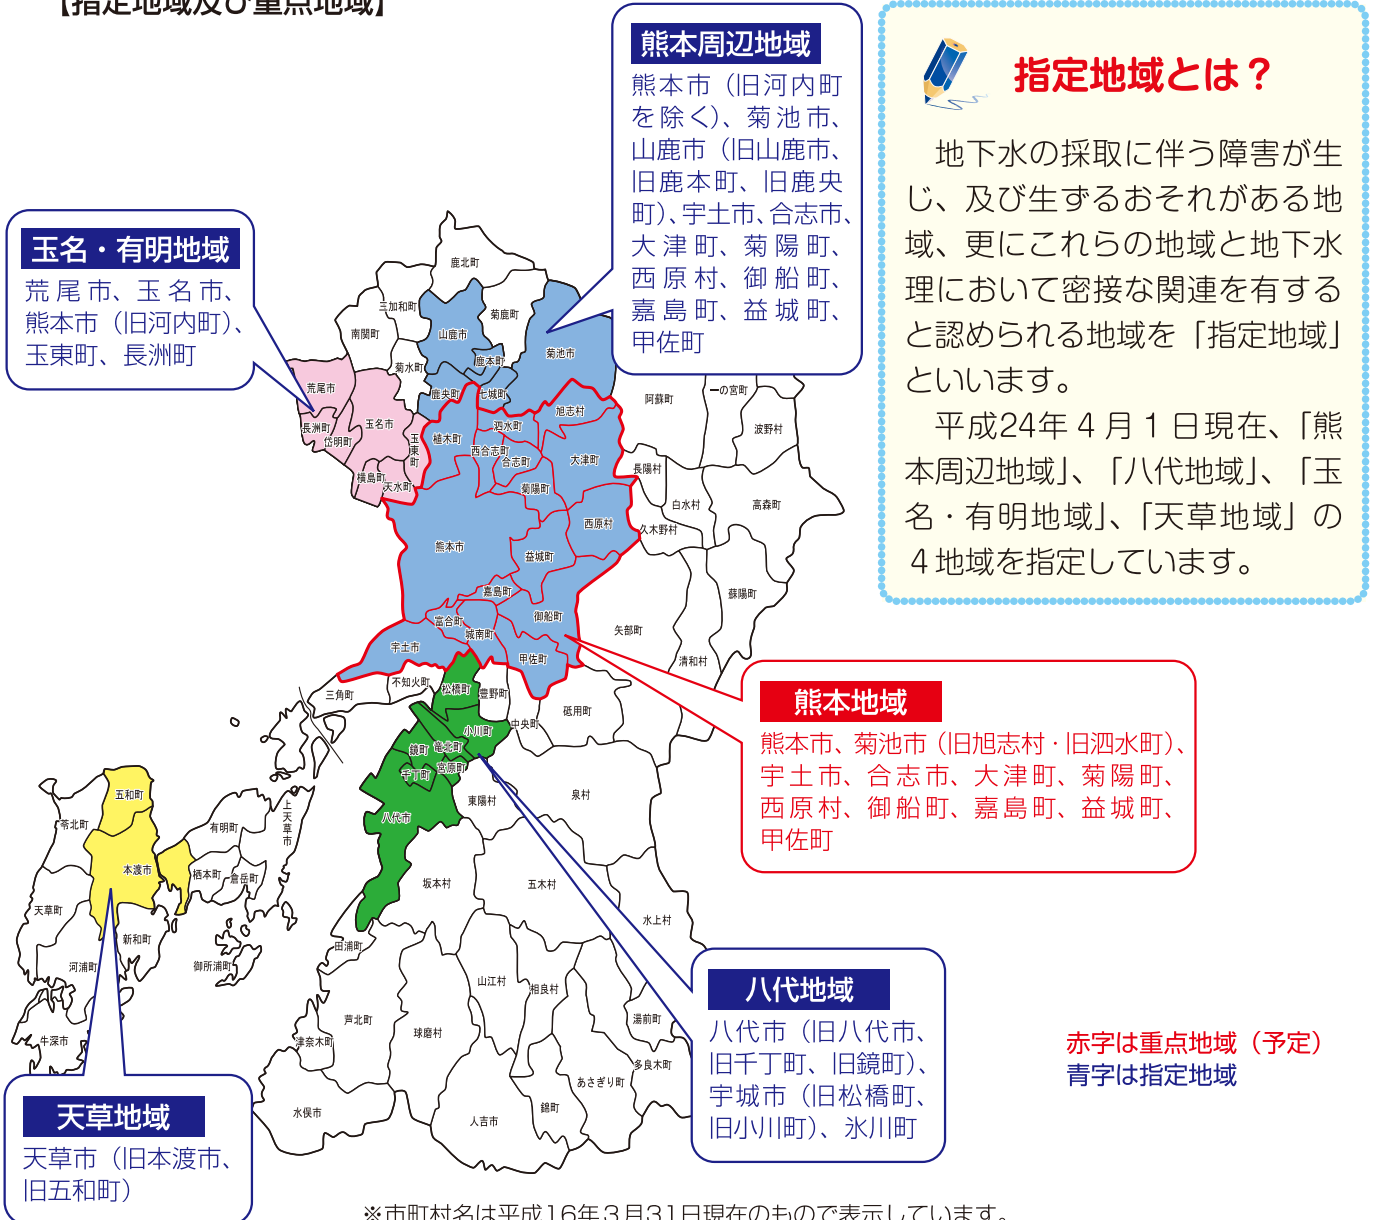 【指定地域及び重点地域】
熊本周辺地域
熊本市（旧河内町
を除く）、菊池市、
山鹿市（旧山鹿市、
旧鹿本町、旧鹿央
町）、宇土市、合志市、
大津町、菊陽町、
西原村、御船町、
嘉島町、益城町、
甲佐町
指定地域とは？
地下水の採取に伴う障害が生
じ、及び生ずるおそれがある地
域、更にこれらの地域と地下水
理において密接な関連を有する
と認められる地域を「指定地域」
といいます。
平成24年４月１日現在、「熊
本周辺地域」、「八代地域」、「玉
名・有明地域」、「天草地域」の
４地域を指定しています。
玉名・有明地域
荒尾市、玉名市、
熊本市（旧河内町）、
玉東町、長洲町
鹿北町
三加和町
菊鹿町
南関町
山鹿市
菊池市
鹿本町
菊水町
荒尾市
鹿央町
七城町
一の宮町
阿蘇町
旭志村
長洲町
玉名市
泗水町
波野村
岱明町
玉東町
植木町
西合志町
合志町
大津町
長陽村
横島町
天水町
菊陽町
白水村
高森町
西原村
久木野村
熊本市
益城町
嘉島町
蘇陽町
富合町
御船町
城南町
矢部町
宇土市
甲佐町
清和村
不知火町
松橋町
豊野町
三角町
砥用町
中央町
小川町
竜北町
鏡町
宮原町
千丁町
東陽村
泉村
八代市
五和町
上天草市
苓北町
有明町
本渡市
栖本町
倉岳町
坂本村
五木村
天草町
水上村
新和町
田浦町
河浦町
御所浦町
山江村
相良村
芦北町
球磨村
湯前町
牛深市
津奈木町
多良木町
あさぎり町
水俣市
錦町
人吉市
熊本地域
熊本市、菊池市（旧旭志村・旧泗水町）、
宇土市、合志市、大津町、菊陽町、
西原村、御船町、嘉島町、益城町、
甲佐町
八代地域
八代市（旧八代市、
旧千丁町、旧鏡町）、
宇城市（旧松橋町、
旧小川町）、氷川町
赤字は重点地域（予定）
青字は指定地域
天草地域
天草市（旧本渡市、
旧五和町）
※市町村名は平成16年３月31日現在のもので表示しています。